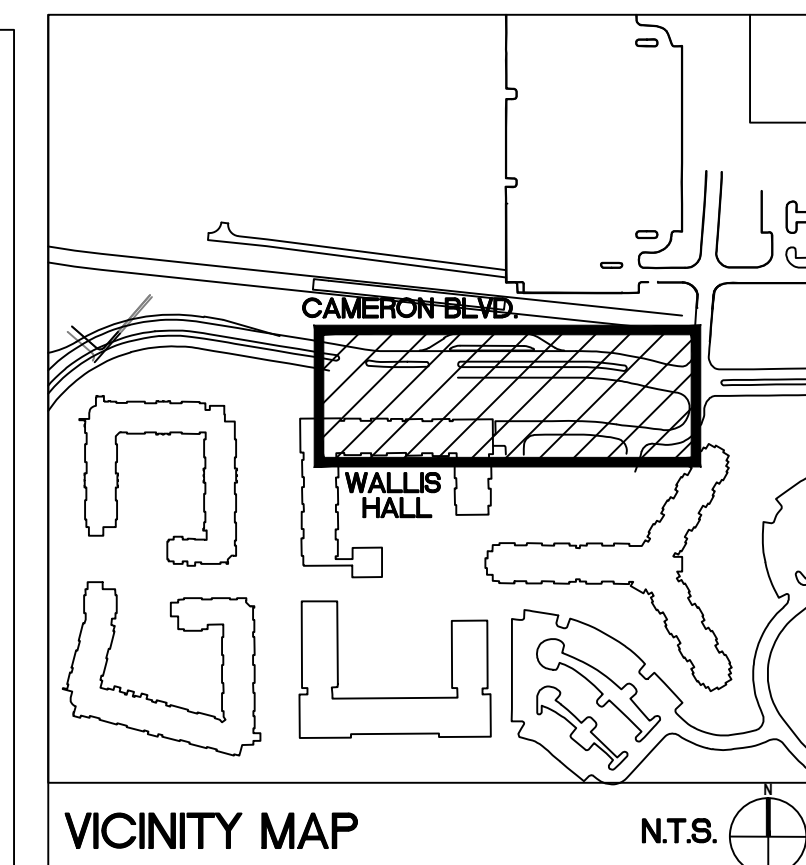 CAMERON BLVD.
WALLIS
HALL
VICINITY MAP
N.T.S.
N